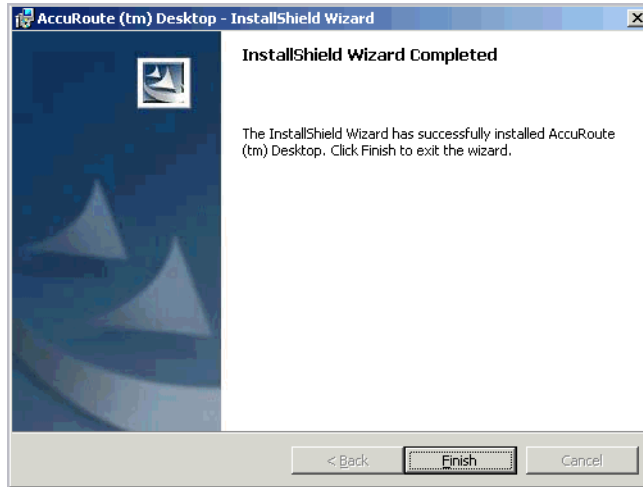 AccuRoute (tm) Desktop - InstallShield Wizard
InstallShield Wizard Completed
The InstallShield Wizard has successfully installed AccuRoute
(tm) Desktop. Click Finish to exit the wizard.
< Back Finish Cancel